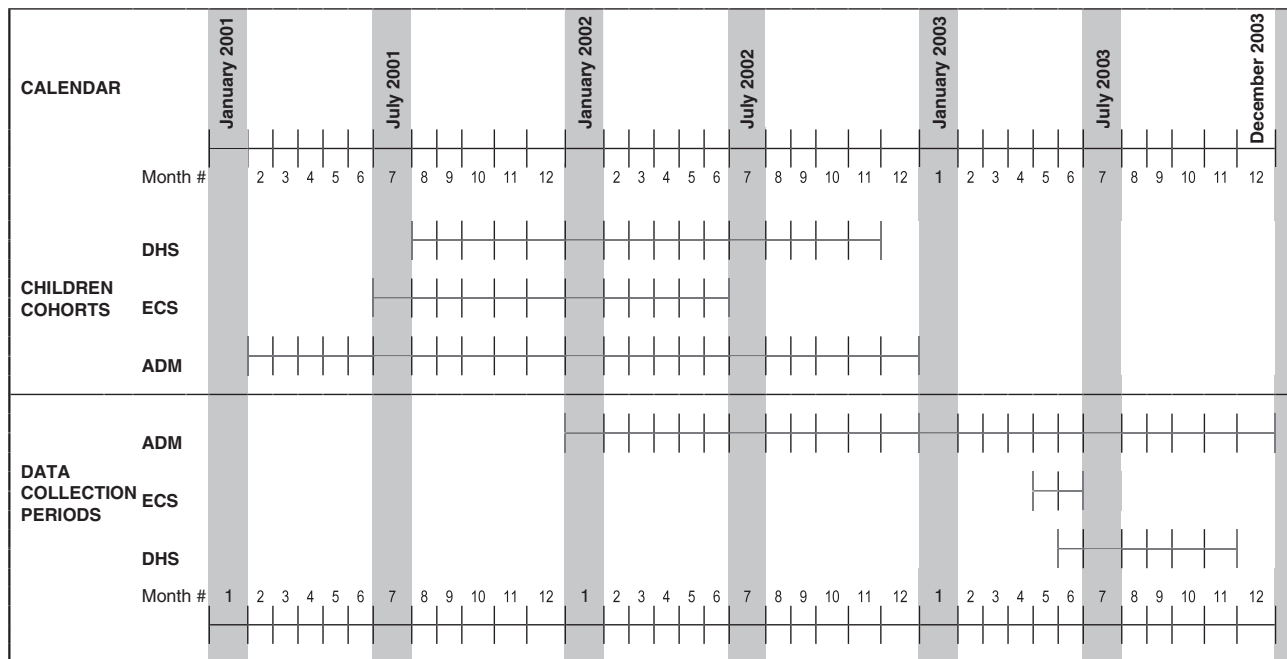 January 2001
July 2001
January 2002
July 2002
January 2003
July 2003
December 2003
CALENDAR
Month # 2 3 4 5 6 7 8 9 10 11 12 2 3 4 5 6 7 8 9 10 11 12 1 2 3 4 5 6 7 8 9 10 11 12
DHS
CHILDREN
COHORTS
ECS
ADM
ADM
DATA
COLLECTION
PERIODS
ECS
DHS
Month # 1 2 3 4 5 6 7 8 9 10 11 12 1 2 3 4 5 6 7 8 9 10 11 12 1 2 3 4 5 6 7 8 9 10 11 12